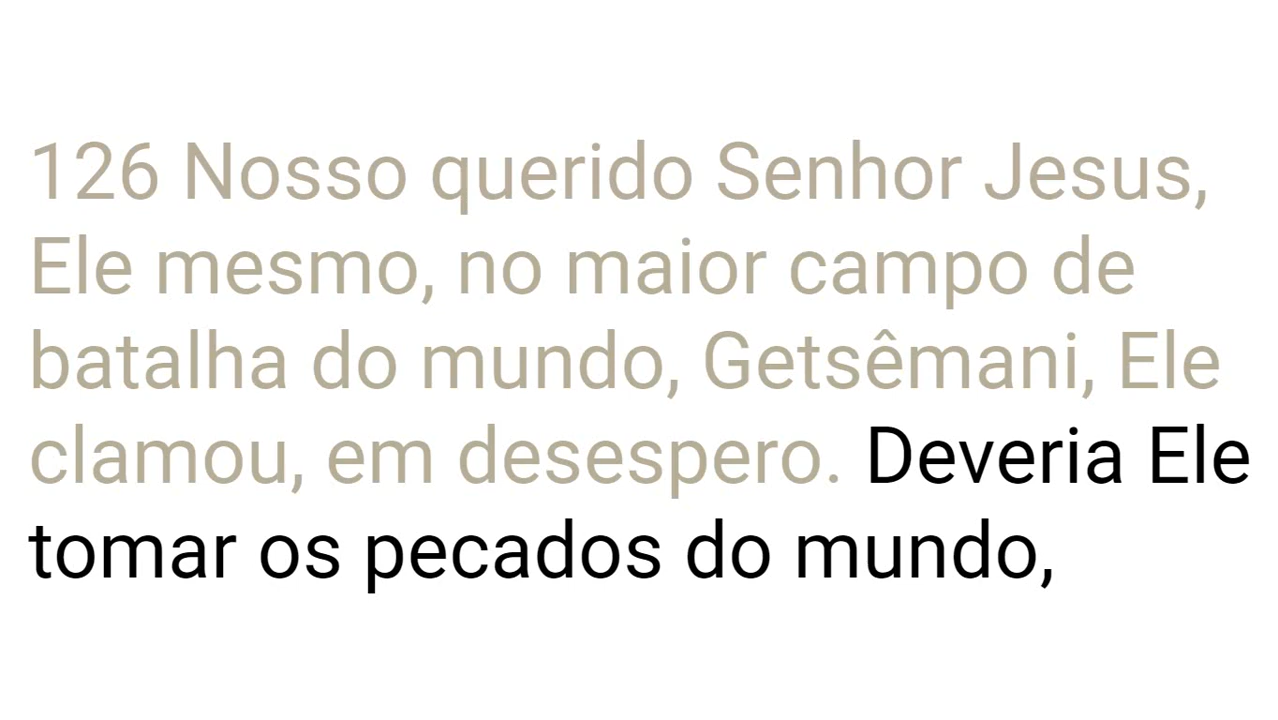 126 Nosso querido Senhor Jesus,
Ele mesmo, no maior campo de
batalha do mundo, Getsêmani, Ele
clamou, em desespero. Deveria Ele
tomar os pecados do mundo,